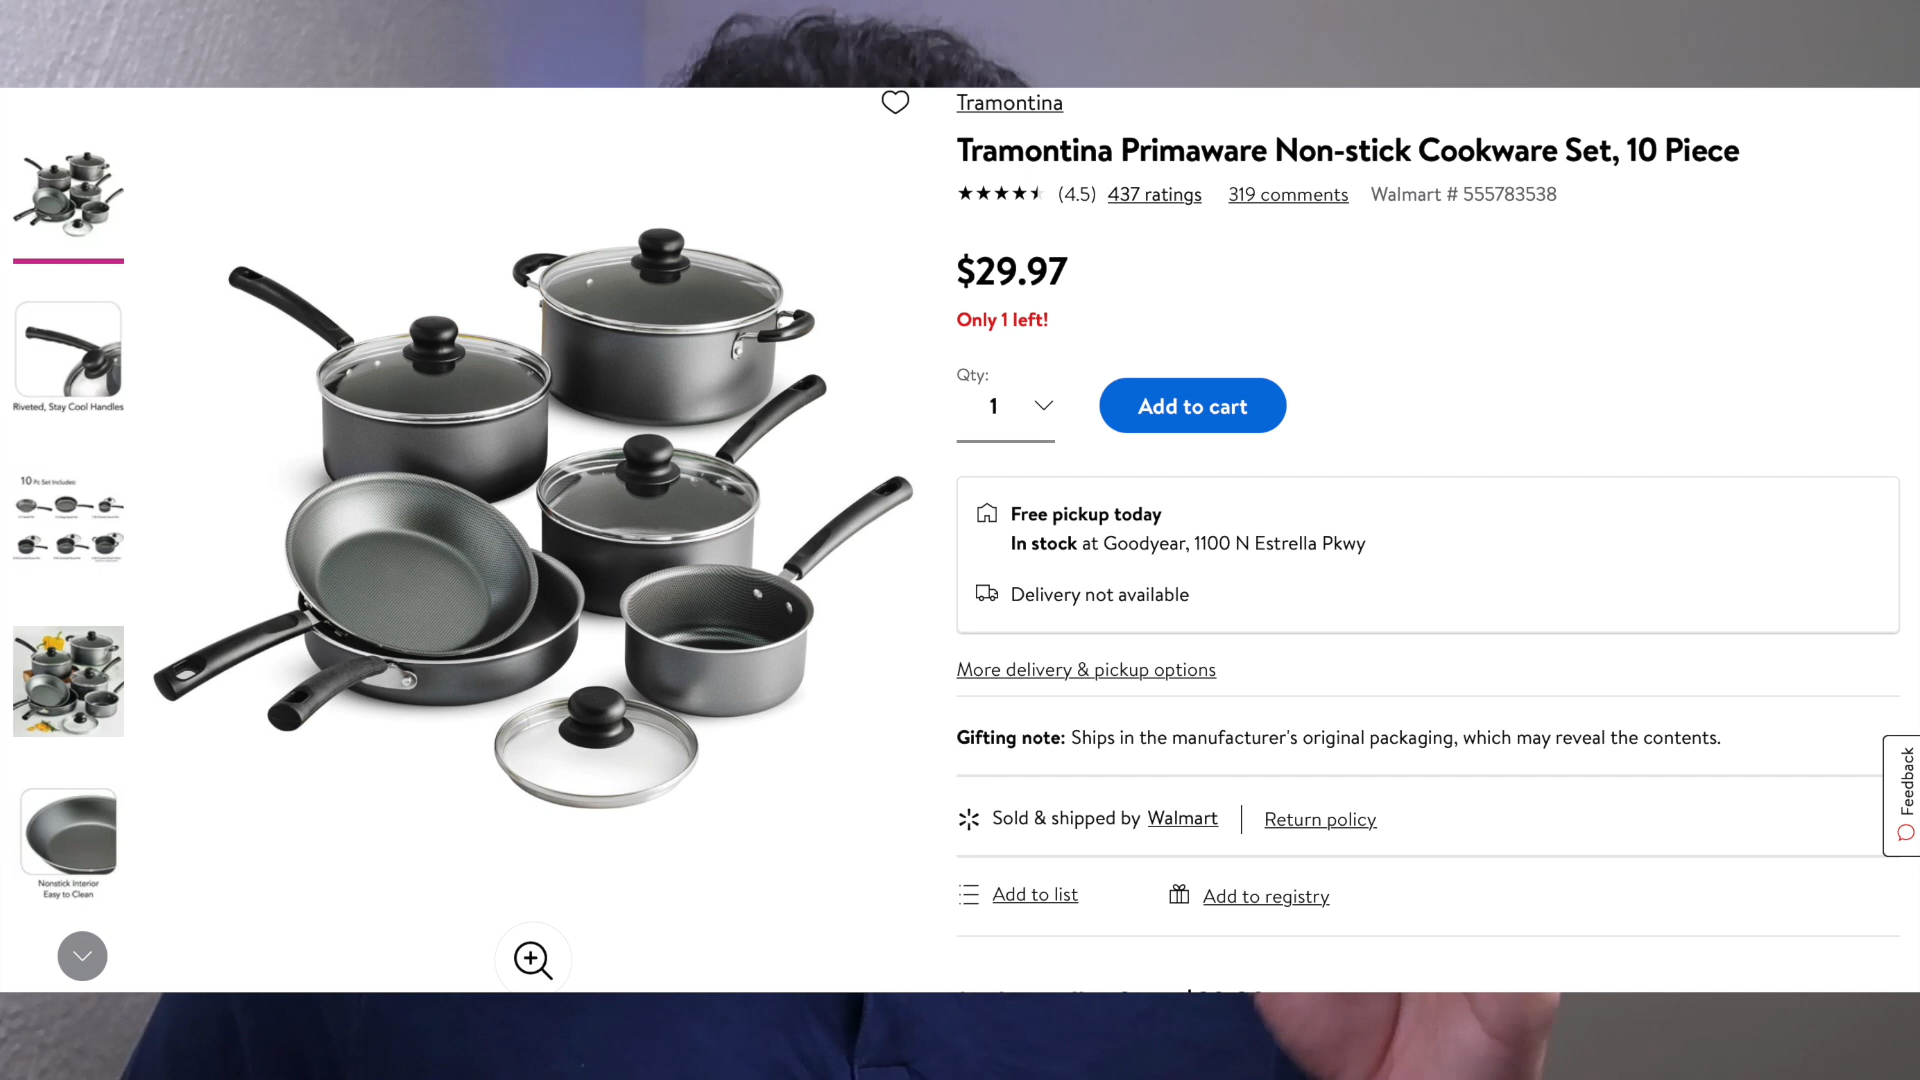 Tramontina
Tramontina Primaware Non-stick Cookware Set, 10 Piece
(4.5) 437 ratings 319 comments Walmart # 555783538
$29.97
Only 1 left!
Qty:
1
Add to cart
Free pickup today
In stock at Goodyear, 1100 N Estrella Pkwy
Delivery not available
More delivery & pickup options
Gifting note: Ships in the manufacturer's original packaging, which may reveal the contents.
Sold & shipped by Walmart Return policy
Add to list Add to registry
Feedback
Riveted, Stay Cool Handles
10 Pc Set Includes:
Nonstick Interior
Easy to Clean